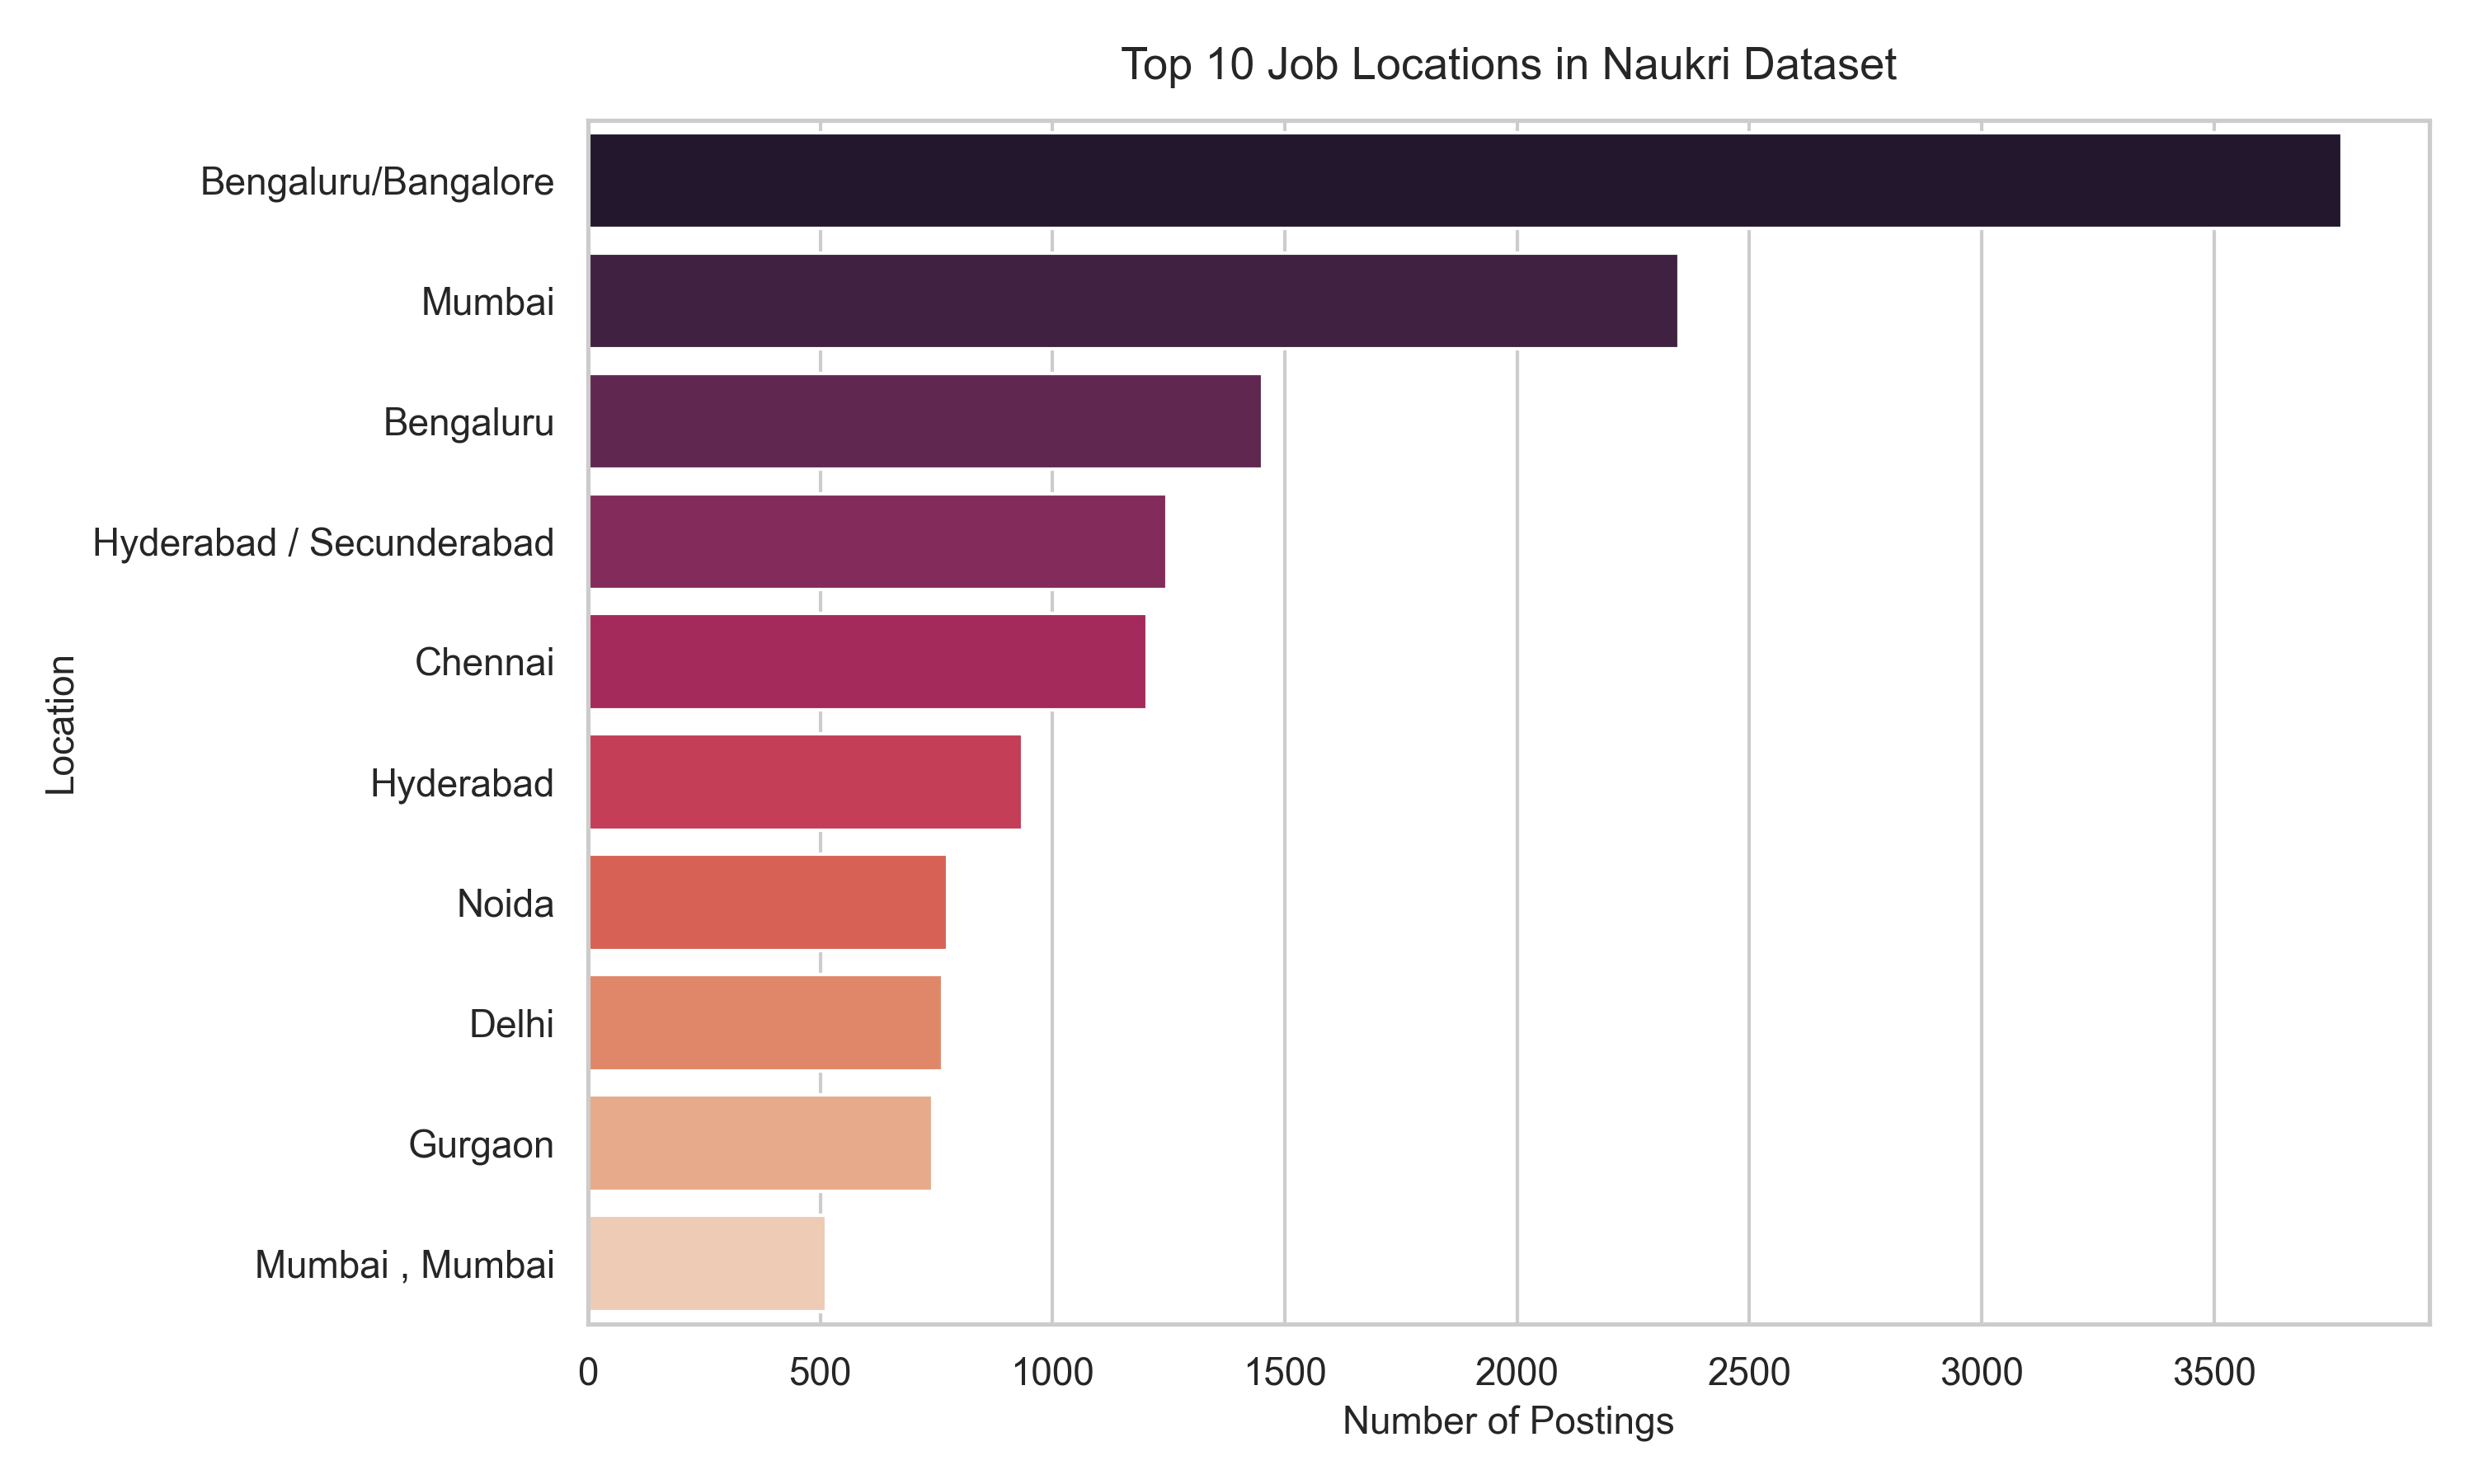 Top 10 Job Locations in Naukri Dataset
Bengaluru/Bangalore
Mumbai
Bengaluru
Hyderabad / Secunderabad
Chennai
Hyderabad
Noida
Delhi
Gurgaon
Mumbai , Mumbai
Location
0 500 1000 1500 2000 2500 3000 3500
Number of Postings